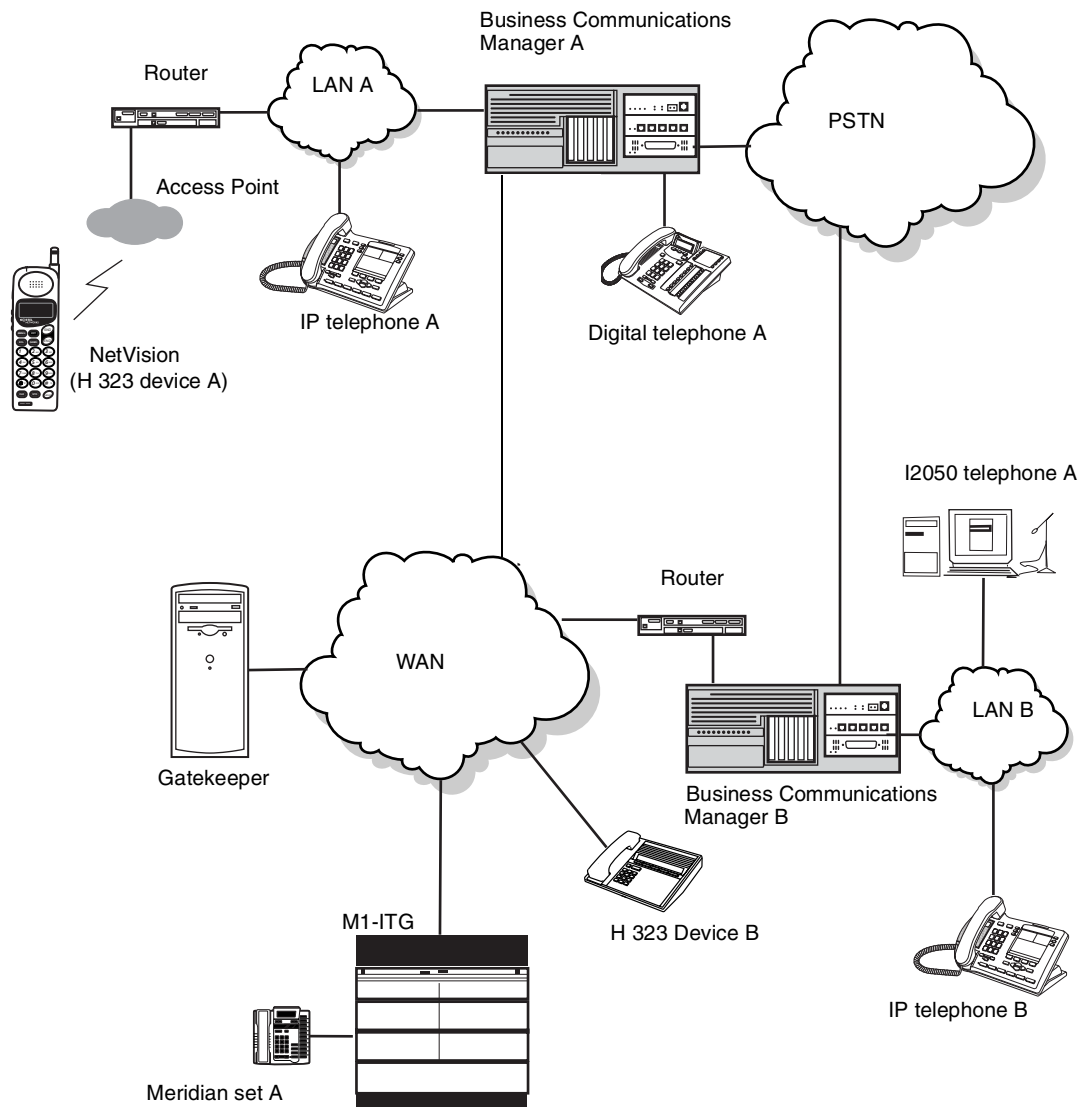 Business Communications
Manager A
Router
LAN A
PSTN
Access Point
IP telephone A
Digital telephone A
NetVision
(H 323 device A)
I2050 telephone A
Router
WAN
LAN B
Gatekeeper
Business Communications
Manager B
M1-ITG
H 323 Device B
IP telephone B
Meridian set A